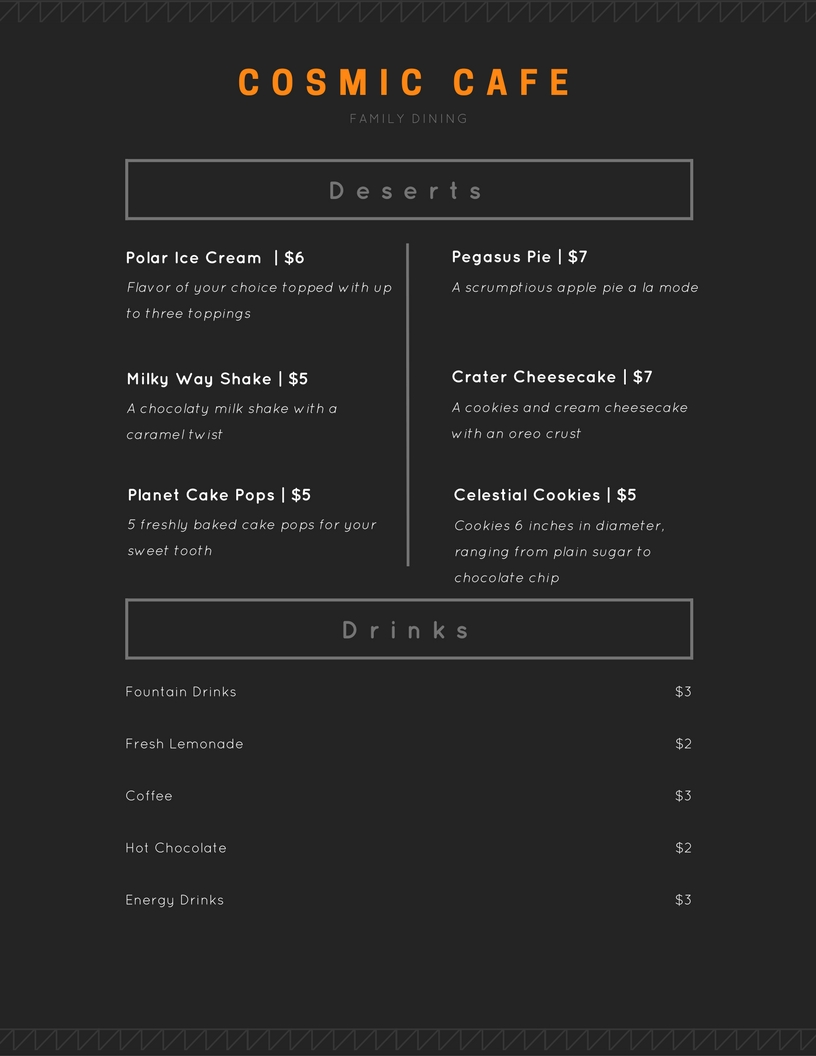 COSMIC CAFE
FAMILY DINING
Deserts
Polar Ice Cream | $6
Flavor of your choice topped with up
to three toppings
Milky Way Shake | $5
A chocolaty milk shake with a
caramel twist
Planet Cake Pops | $5
5 freshly baked cake pops for your
sweet tooth
Pegasus Pie | $7
A scrumptious apple pie a la mode
Crater Cheesecake | $7
A cookies and cream cheesecake
with an oreo crust
Celestial Cookies | $5
Cookies 6 inches in diameter,
ranging from plain sugar to
chocolate chip
Drinks
Fountain Drinks $3
Fresh Lemonade $2
Coffee $3
Hot Chocolate $2
Energy Drinks $3